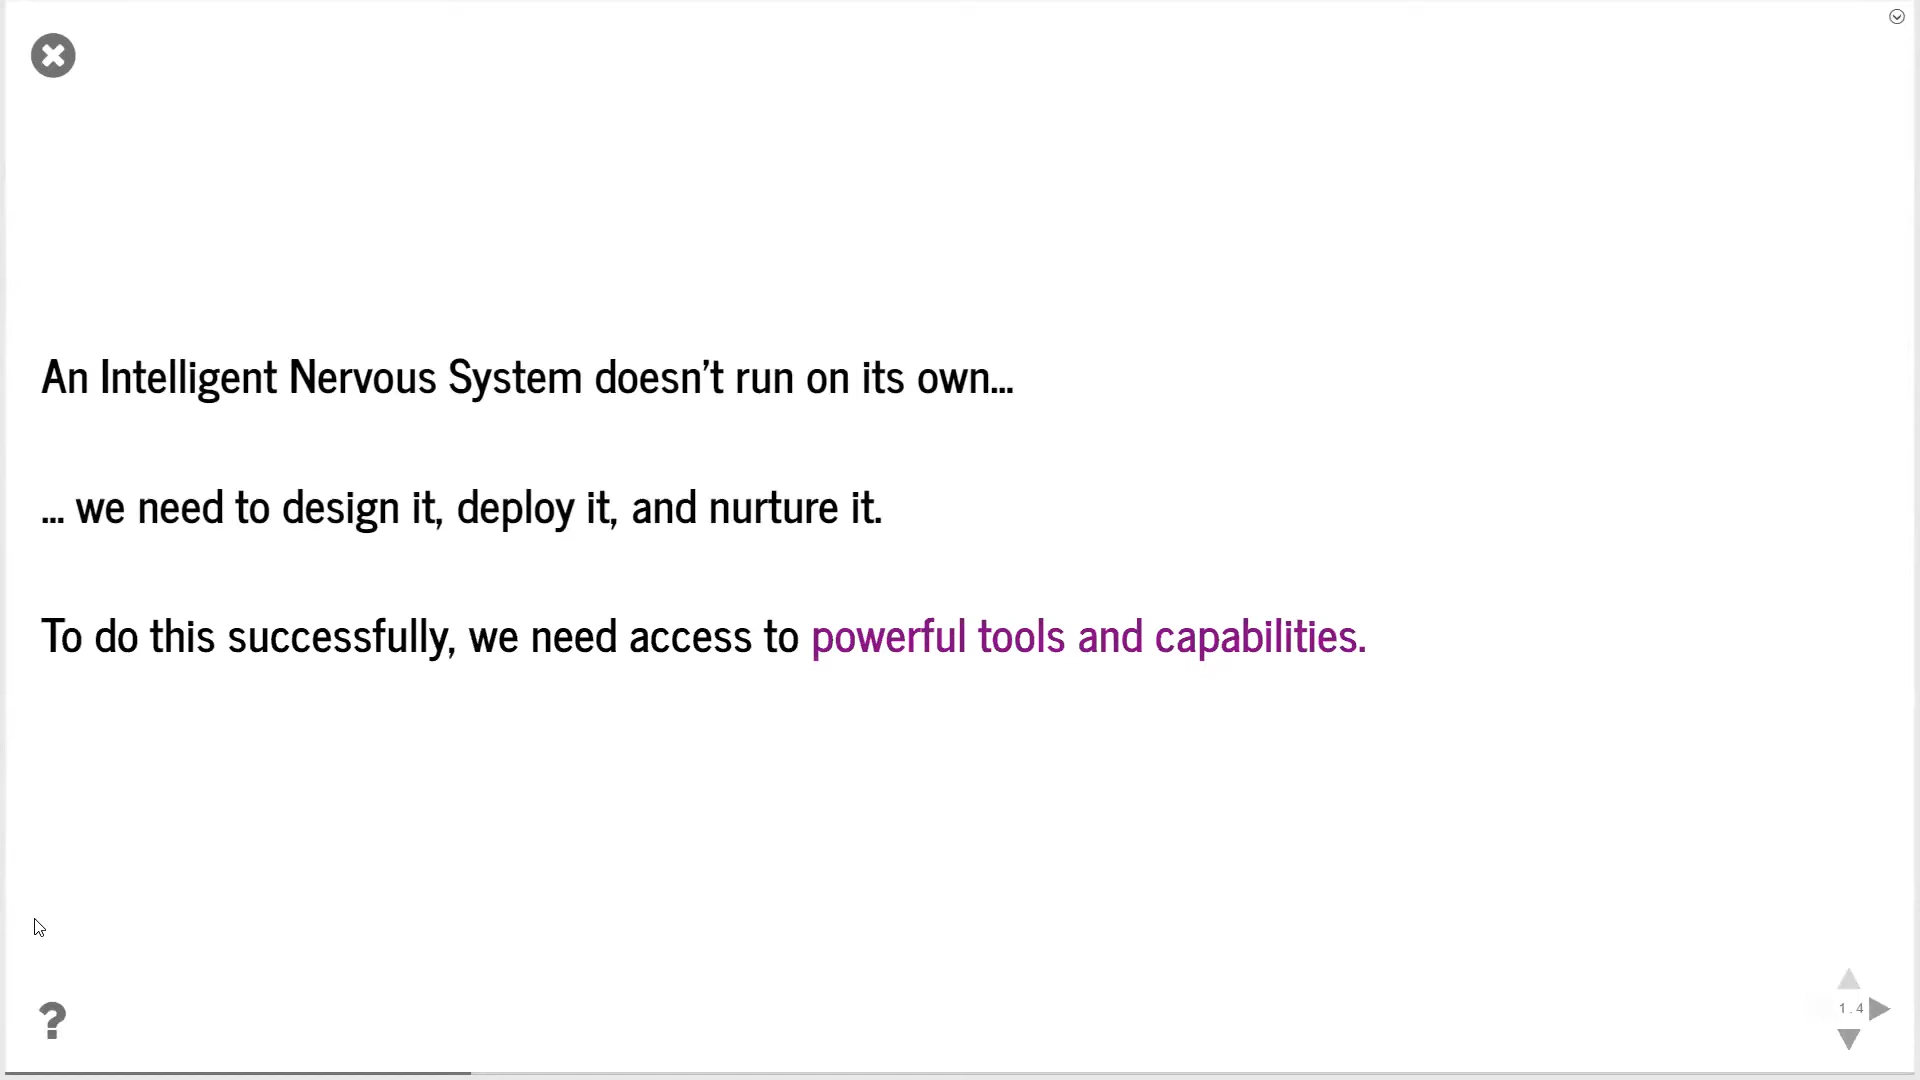 An Intelligent Nervous System doesn’t run on its own...
... we need to design it, deploy it, and nurture it.
To do this successfully, we need access to powerful tools and capabilities.
?
1.4